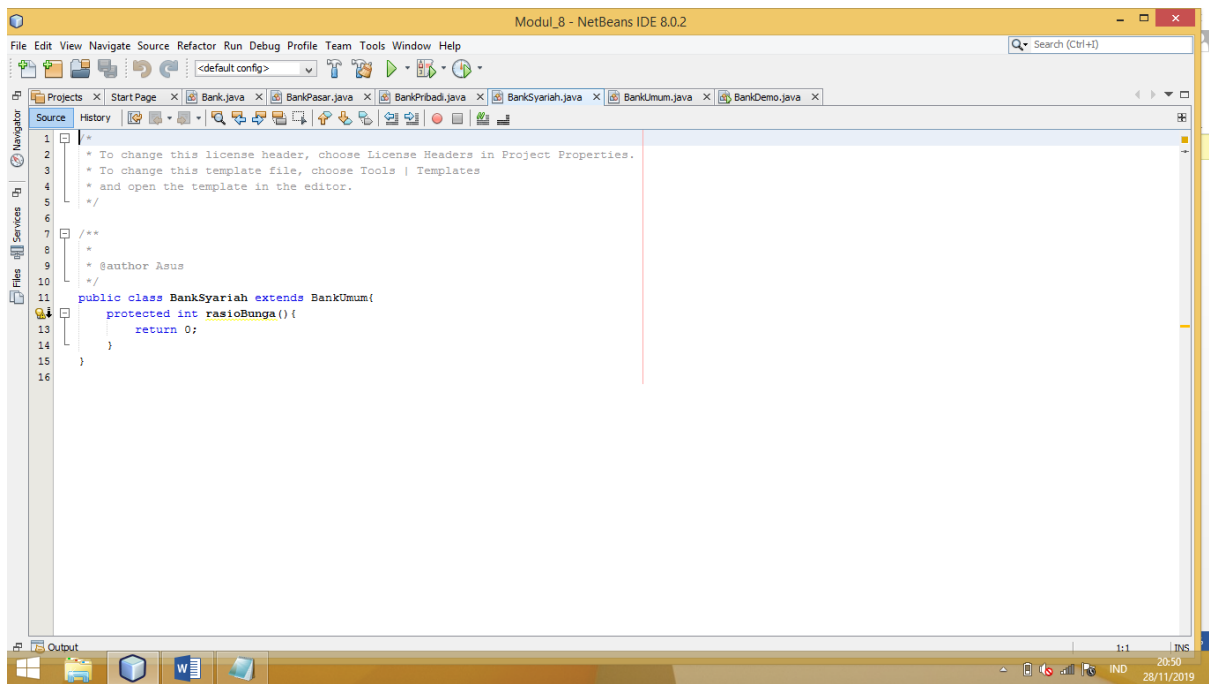 Modul_8 - NetBeans IDE 8.0.2
File Edit View Navigate Source Refactor Run Debug Profile Team Tools Window Help
Search (Ctrl+I)
<default config>
Projects Start Page Bank.java BankPasar.java BankPribadi.java BankSyariah.java BankUmum.java BankDemo.java
Source History
Navigator
Services
Files
1 /*
2 * To change this license header, choose License Headers in Project Properties.
3 * To change this template file, choose Tools | Templates
4 * and open the template in the editor.
5 */
6
7 /**
8 *
9 * @author Asus
10 */
11 public class BankSyariah extends BankUmum{
protected int rasioBunga(){
13 return 0;
14 }
15 }
16
Output
1:1 INS
IND
20:50
28/11/2019